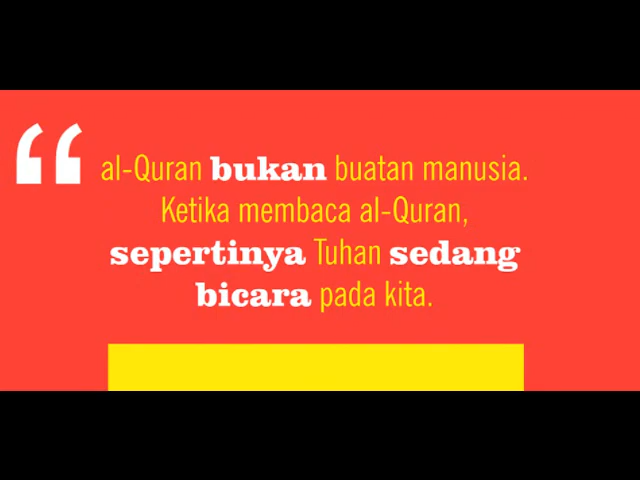 “
al-Quran bukan buatan manusia.
Ketika membaca al-Quran,
sepertinya Tuhan sedang
bicara pada kita.